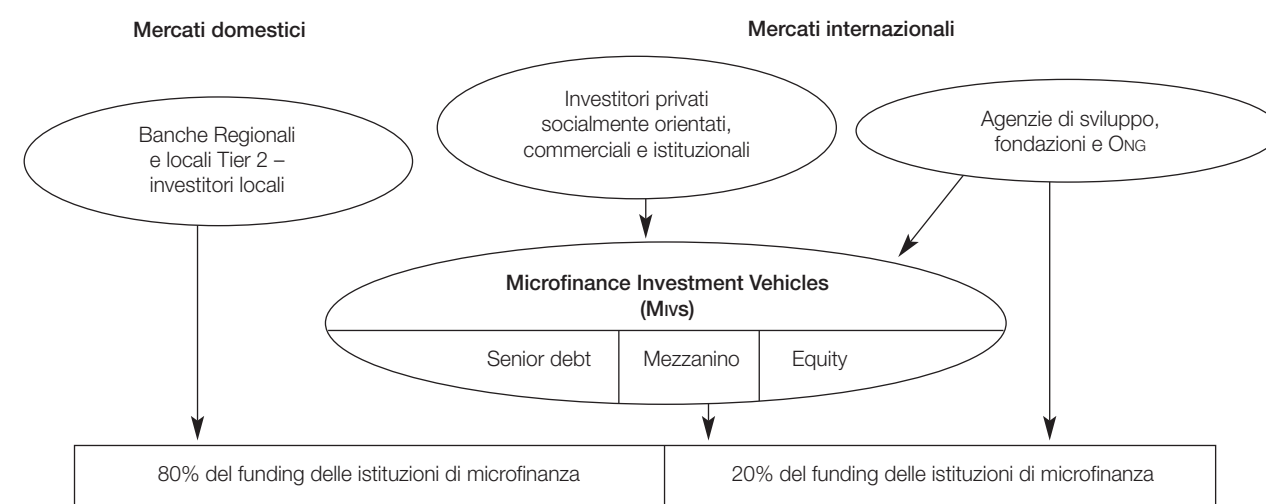 Mercati domestici
Mercati internazionali
Banche Regionali
e locali Tier 2 –
investitori locali
Investitori privati
socialmente orientati,
commerciali e istituzionali
Agenzie di sviluppo,
fondazioni e ONG
Microfinance Investment Vehicles
(MIVS)
Senior debt
Mezzanino
Equity
80% del funding delle istituzioni di microfinanza
20% del funding delle istituzioni di microfinanza